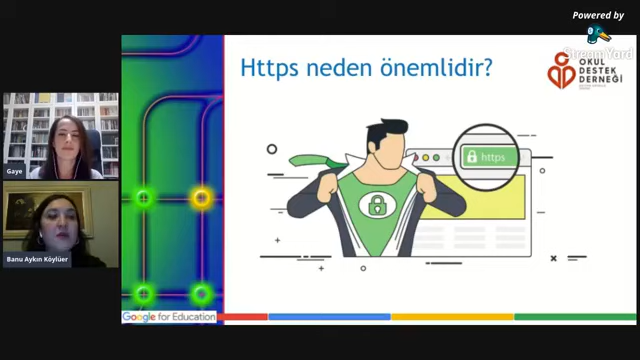 Powered by
StreamYard
Https neden önemlidir?
OKUL
DESTEK
DERNEĞİ
https
Gaye
Banu Aykın Köylüer
Google for Education